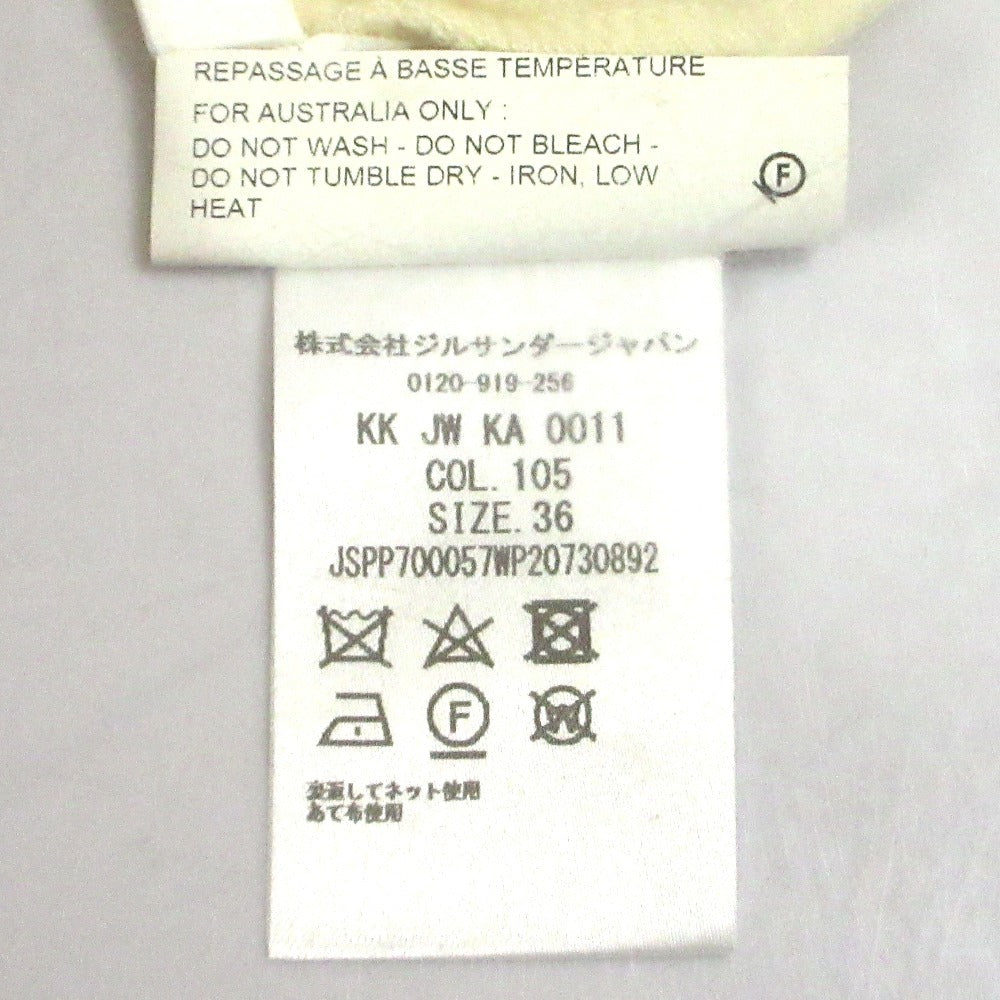 REPASSAGE À BASSE TEMPÉRATURE
FOR AUSTRALIA ONLY :
DO NOT WASH - DO NOT BLEACH -
DO NOT TUMBLE DRY - IRON, LOW
HEAT
F
株式会社ジルサンダージャパン
0120-919-256
KK JW KA 0011
COL. 105
SIZE. 36
JSPP700057WP20730892
F W
裏返してネット使用
あて布使用